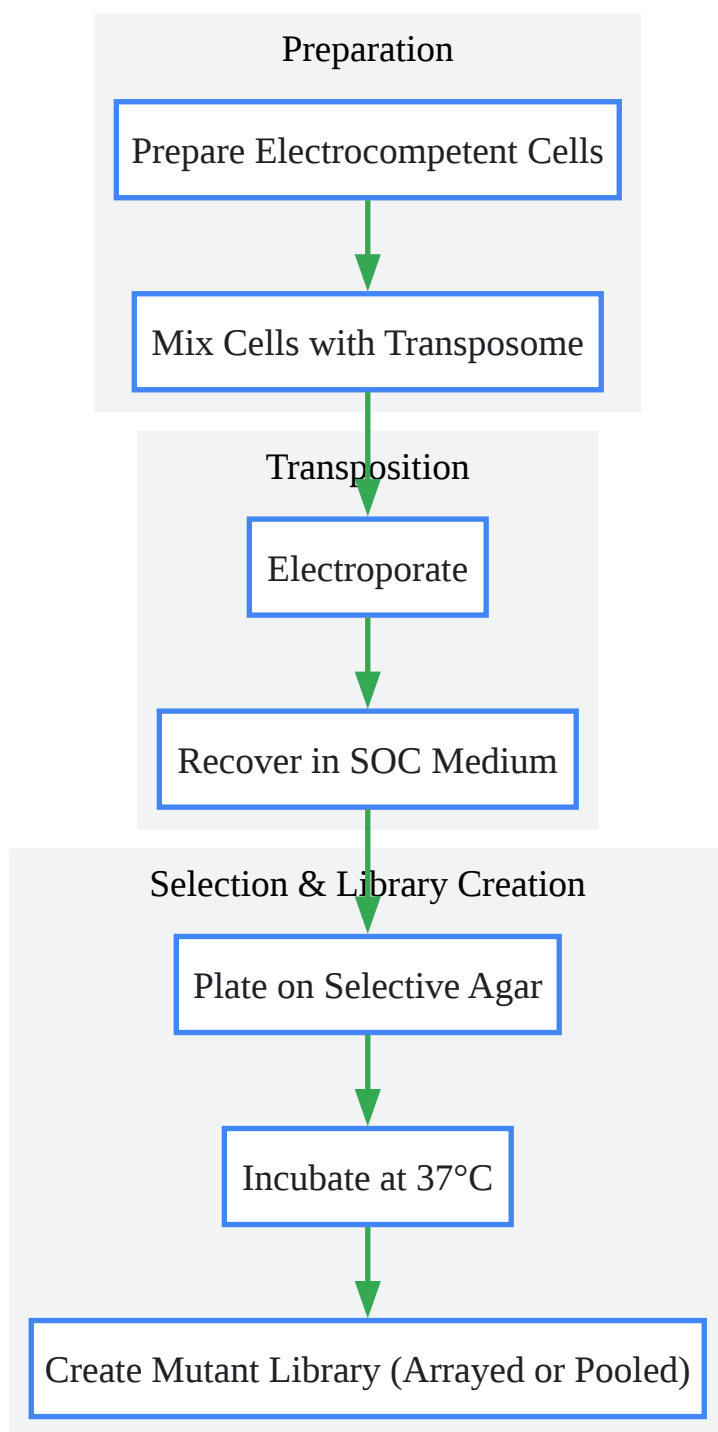 Preparation
Prepare Electrocompetent Cells
Mix Cells with Transposome
Transposition
Electroporate
Recover in SOC Medium
Selection & Library Creation
Plate on Selective Agar
Incubate at 37°C
Create Mutant Library (Arrayed or Pooled)